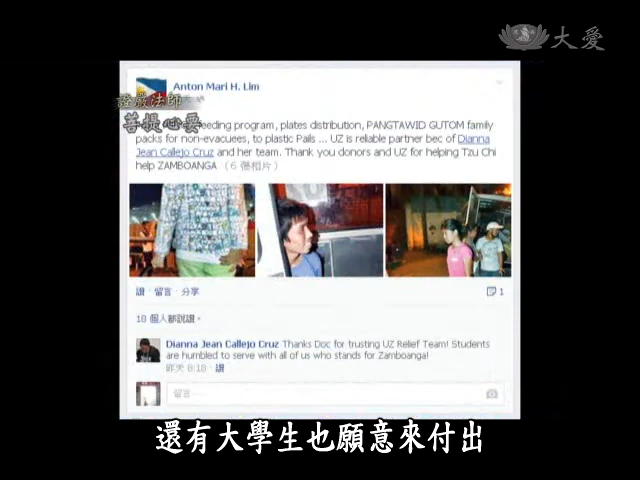 大愛
Anton Mari H. Lim
證嚴法師
菩提心要
eeding program, plates distribution, PANGTAWID GUTOM family
packs for non-evacuees, to plastic Pails ... UZ is reliable partner bec of Dianna
Jean Callejo Cruz and her team. Thank you donors and UZ for helping Tzu Chi
help ZAMBOANGA (6 張相片)
讚 · 留言 · 分享
1
18 個人都說讚。
Dianna Jean Callejo Cruz Thanks Doc for trusting UZ Relief Team! Students
are humbled to serve with all of us who stands for Zamboanga!
昨天 8:18 · 讚
留言……
還有大學生也願意來付出